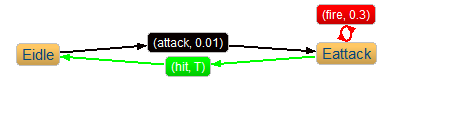 (fire, 0.3)
Eidle
(attack, 0.01)
Eattack
(hit, T)